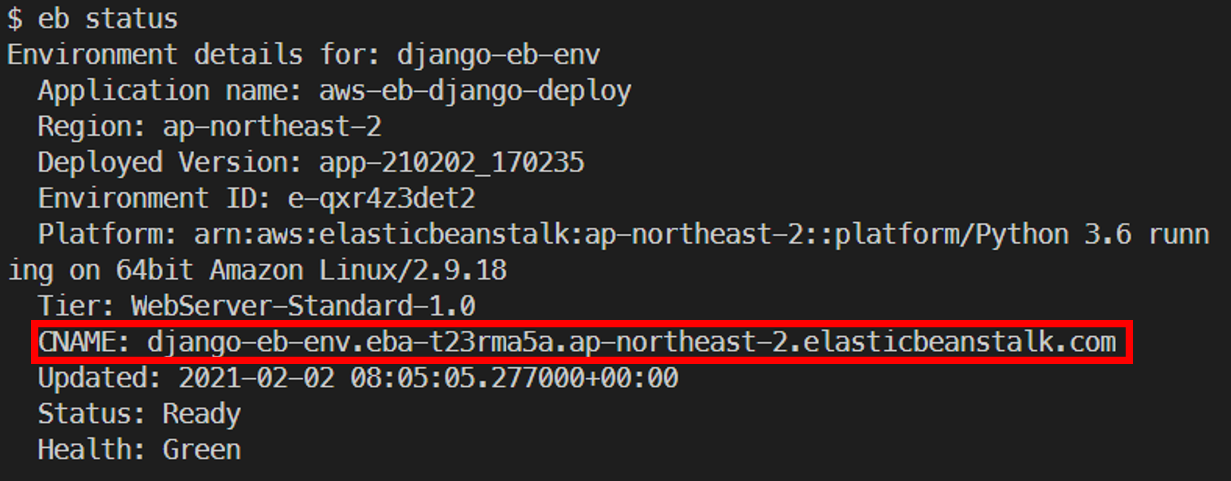 $ eb status
Environment details for: django-eb-env
  Application name: aws-eb-django-deploy
  Region: ap-northeast-2
  Deployed Version: app-210202_170235
  Environment ID: e-qxr4z3det2
  Platform: arn:aws:elasticbeanstalk:ap-northeast-2::platform/Python 3.6 runn
ing on 64bit Amazon Linux/2.9.18
  Tier: WebServer-Standard-1.0
  CNAME: django-eb-env.eba-t23rma5a.ap-northeast-2.elasticbeanstalk.com
  Updated: 2021-02-02 08:05:05.277000+00:00
  Status: Ready
  Health: Green